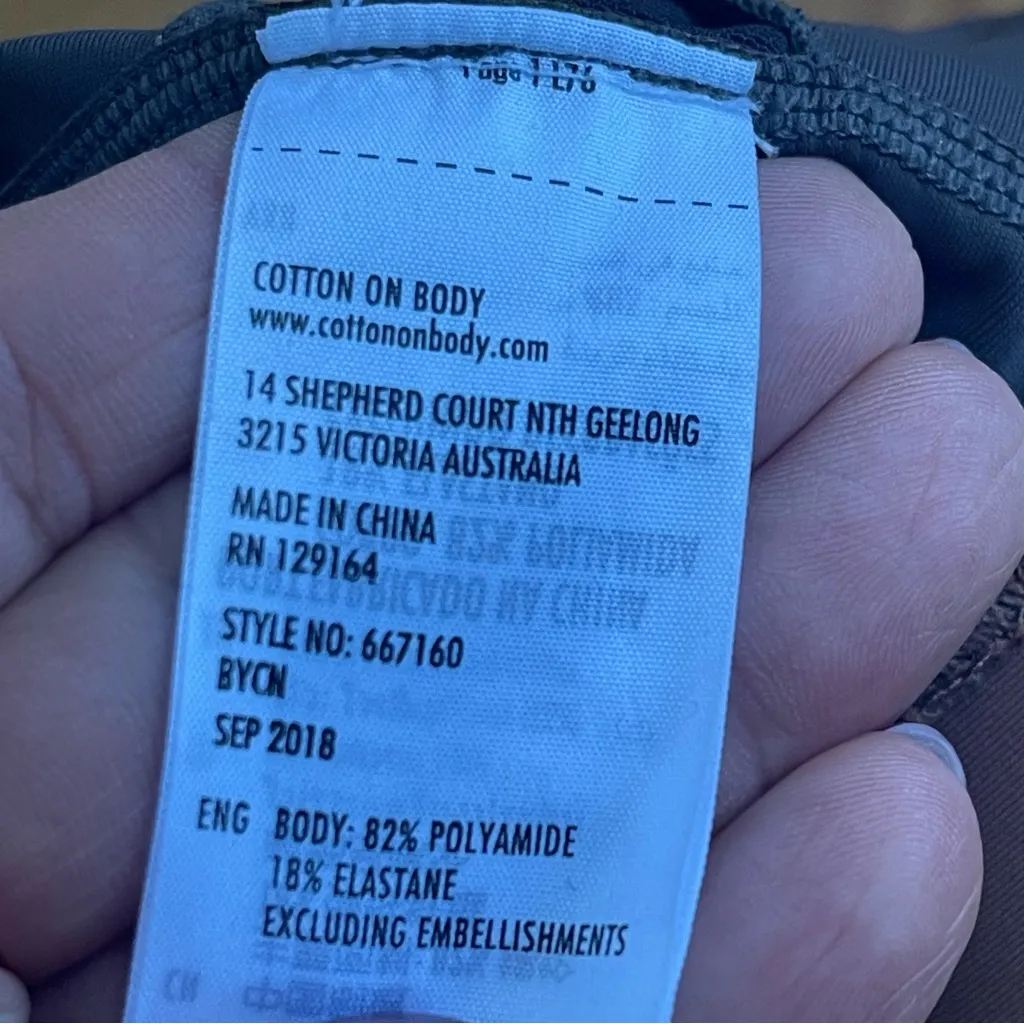 COTTON ON BODY
www.cottononbody.com
14 SHEPHERD COURT NTH GEELONG
3215 VICTORIA AUSTRALIA
MADE IN CHINA
RN 129164
STYLE NO: 667160
BYCN
SEP 2018
ENG BODY: 82% POLYAMIDE
18% ELASTANE
EXCLUDING EMBELLISHMENTS
CN